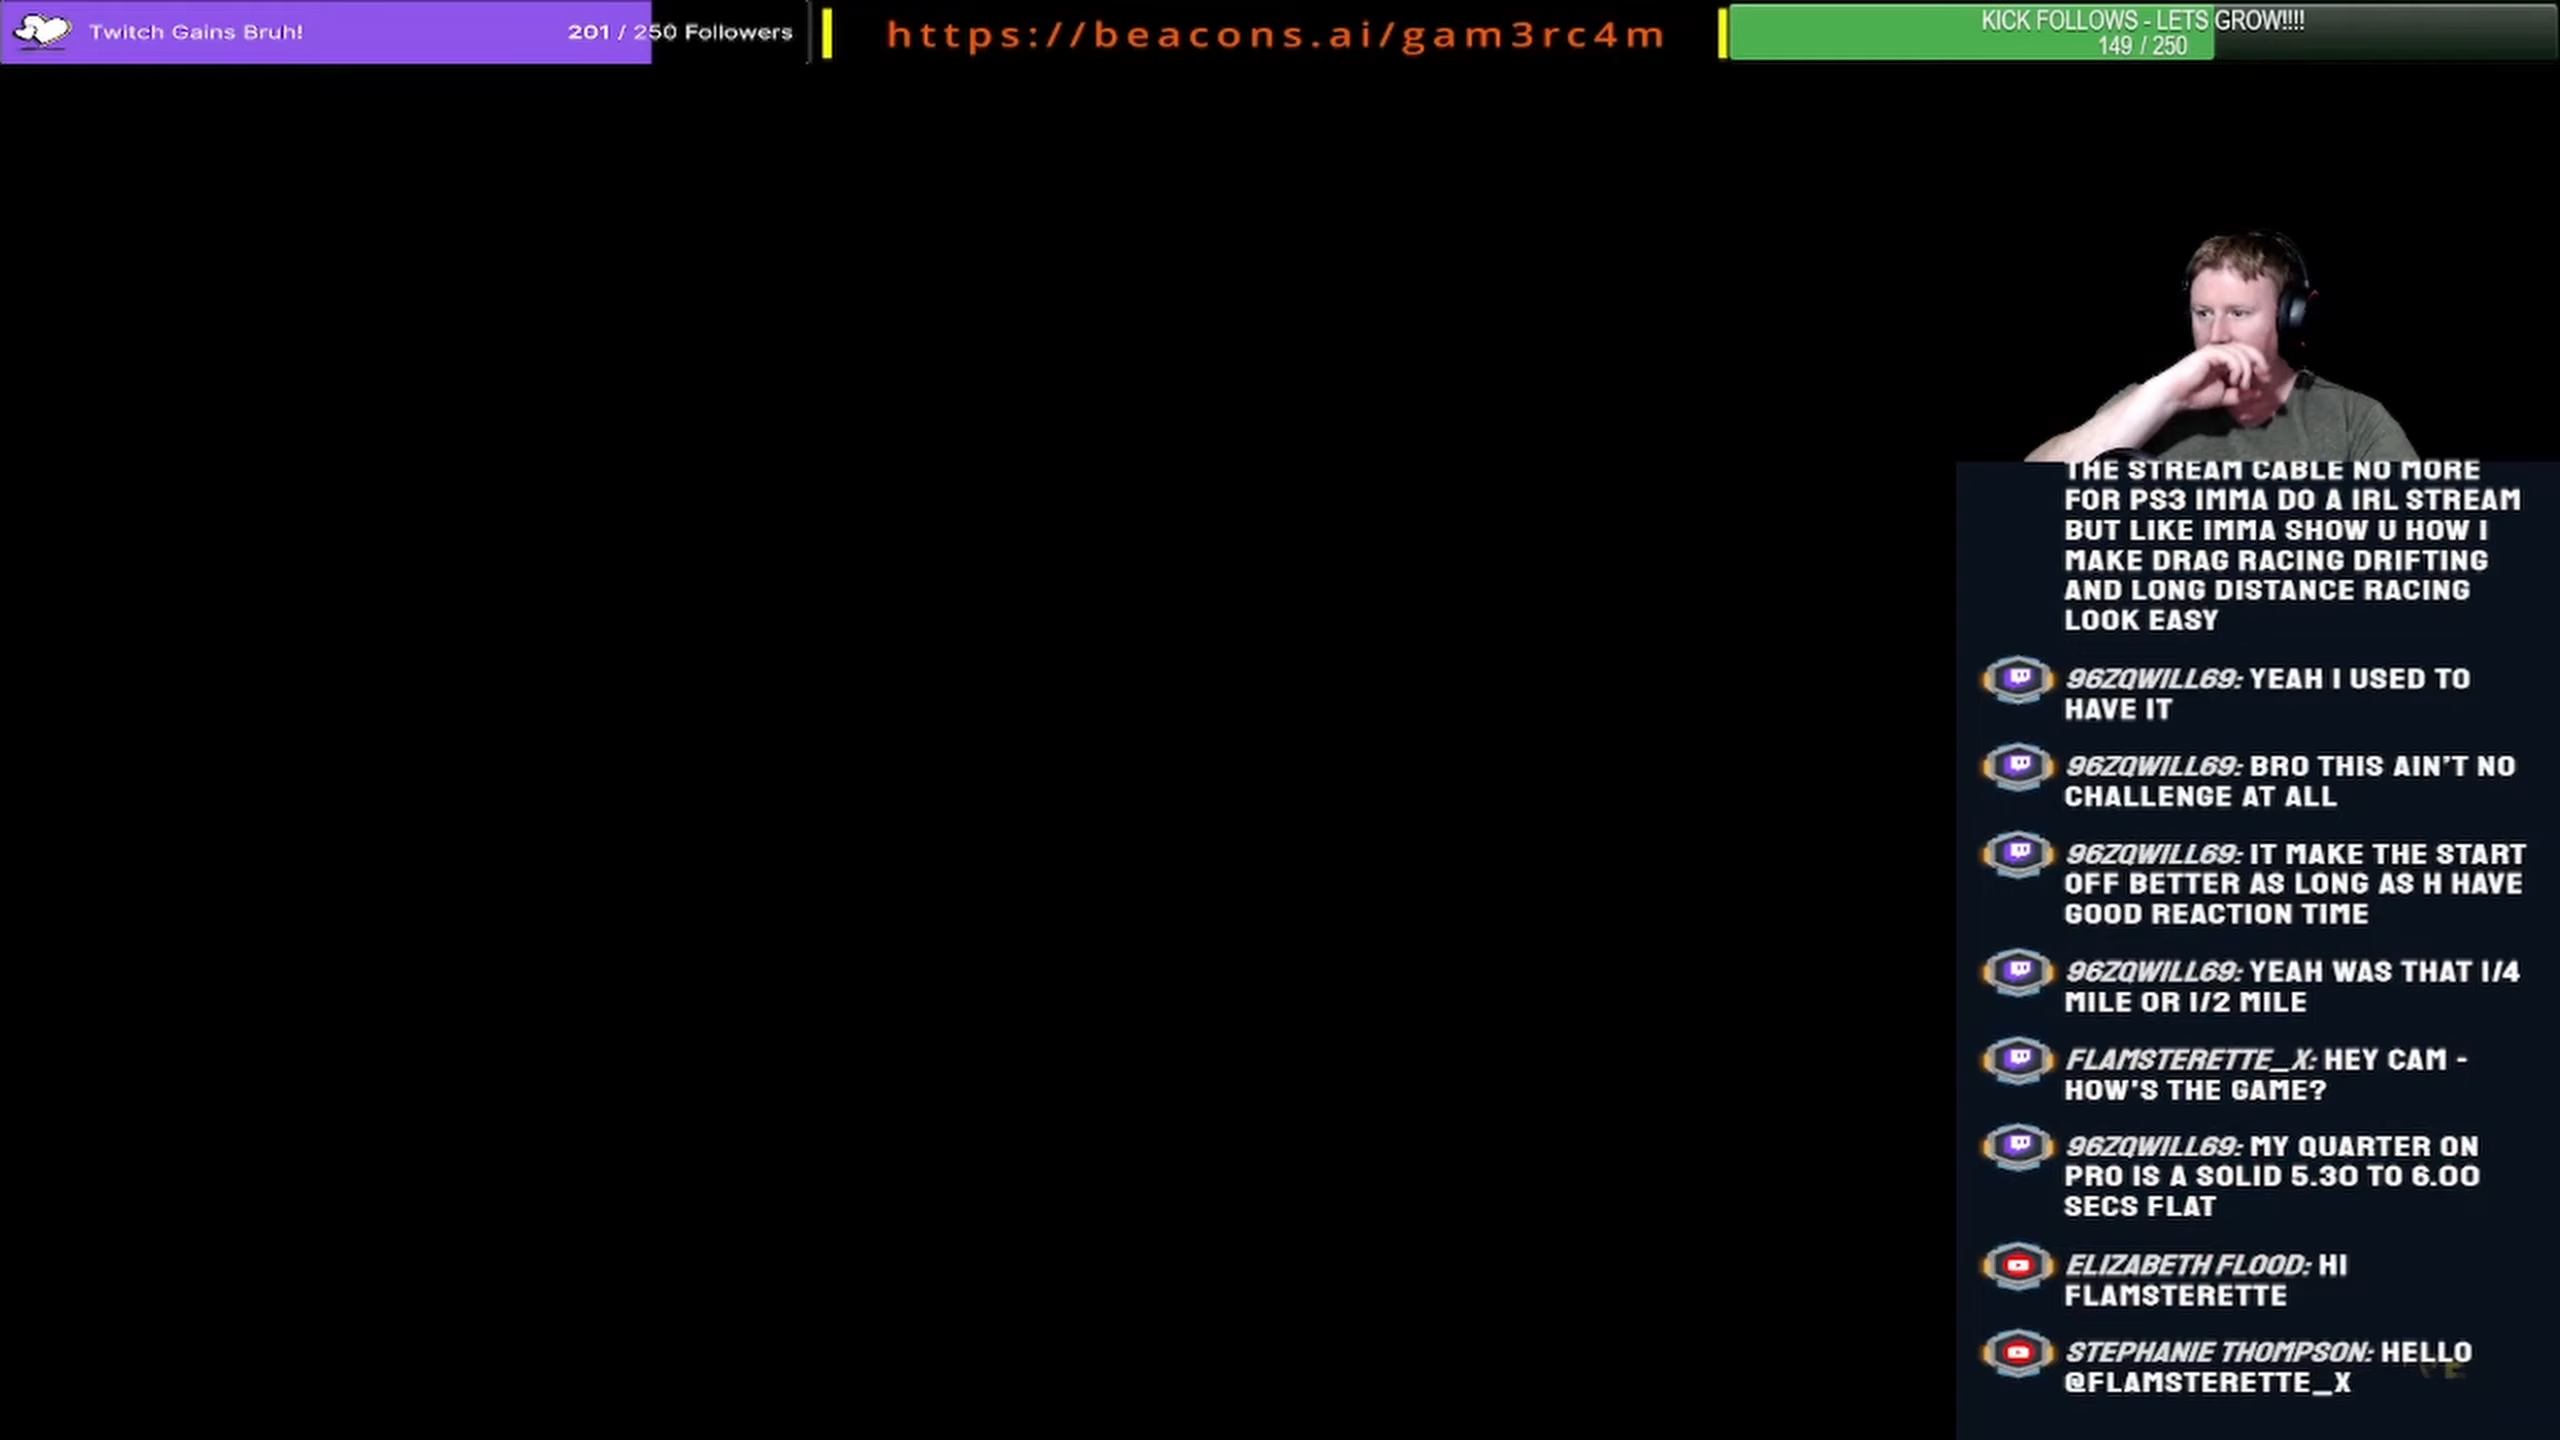 Twitch Gains Bruh!
201 / 250 Followers
https://beacons.ai/gam3rc4m
KICK FOLLOWS - LETS GROW!!!!
149 / 250
THE STREAM CABLE NO MORE
FOR PS3 IMMA DO A IRL STREAM
BUT LIKE IMMA SHOW U HOW I
MAKE DRAG RACING DRIFTING
AND LONG DISTANCE RACING
LOOK EASY
96ZQWILL69: YEAH I USED TO
HAVE IT
96ZQWILL69: BRO THIS AIN'T NO
CHALLENGE AT ALL
96ZQWILL69: IT MAKE THE START
OFF BETTER AS LONG AS H HAVE
GOOD REACTION TIME
96ZQWILL69: YEAH WAS THAT 1/4
MILE OR 1/2 MILE
FLAMSTERETTE_X: HEY CAM -
HOW'S THE GAME?
96ZQWILL69: MY QUARTER ON
PRO IS A SOLID 5.30 TO 6.00
SECS FLAT
ELIZABETH FLOOD: HI
FLAMSTERETTE
STEPHANIE THOMPSON: HELLO
@FLAMSTERETTE_X